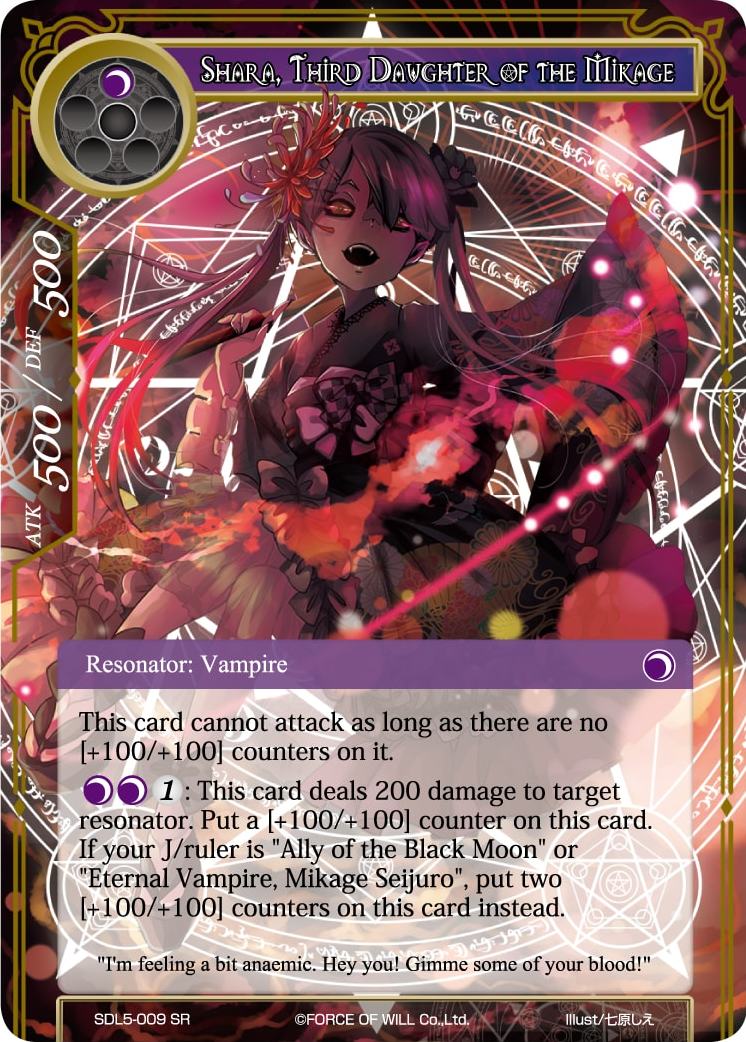 Shara, Third Daughter of the Mikage
ATK 500 / DEF 500
Resonator: Vampire
This card cannot attack as long as there are no
[+100/+100] counters on it.
1 : This card deals 200 damage to target
resonator. Put a [+100/+100] counter on this card.
If your J/ruler is "Ally of the Black Moon" or
"Eternal Vampire, Mikage Seijuro", put two
[+100/+100] counters on this card instead.
"I'm feeling a bit anaemic. Hey you! Gimme some of your blood!"
SDL5-009 SR ©FORCE OF WILL Co.,Ltd. Illust/七原しえ